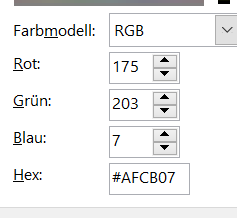 Farbmodell: RGB
Rot: 175
Grün: 203
Blau: 7
Hex: #AFCB07